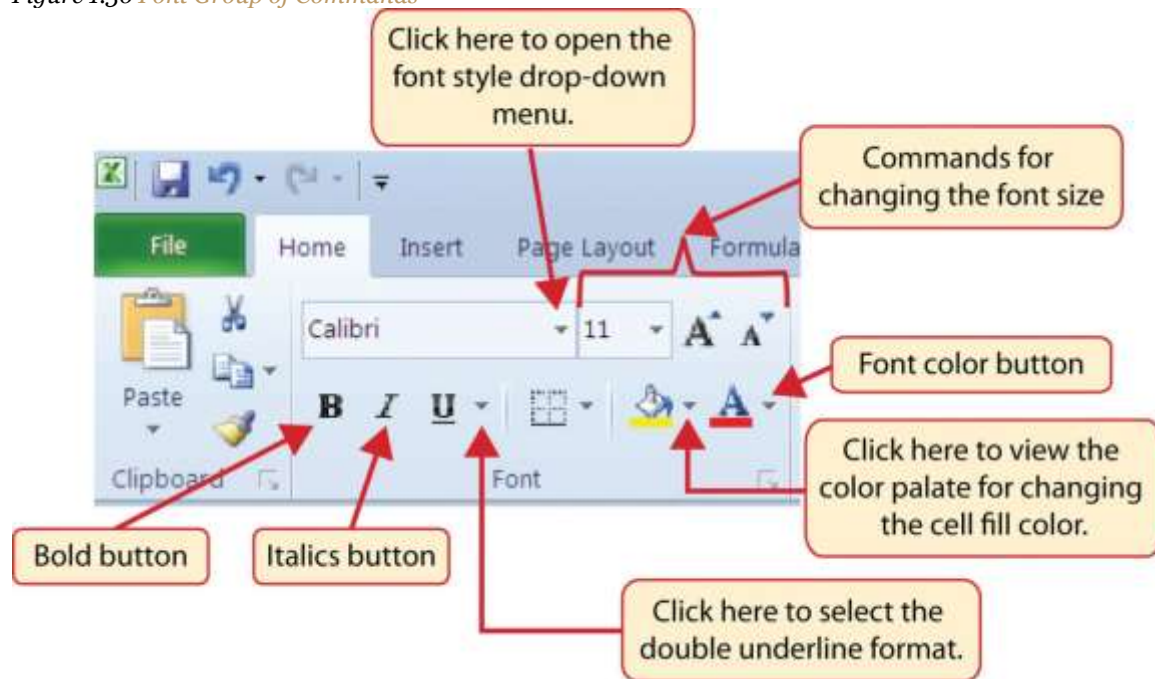 Font Group of Commands
Click here to open the
font style drop-down
menu.
Commands for
changing the font size
File Home Insert Page Layout Formula
Calibri 11 A A
Font color button
Paste
B I U A
Click here to view the
color palate for changing
the cell fill color.
Clipboard Font
Bold button
Italics button
Click here to select the
double underline format.